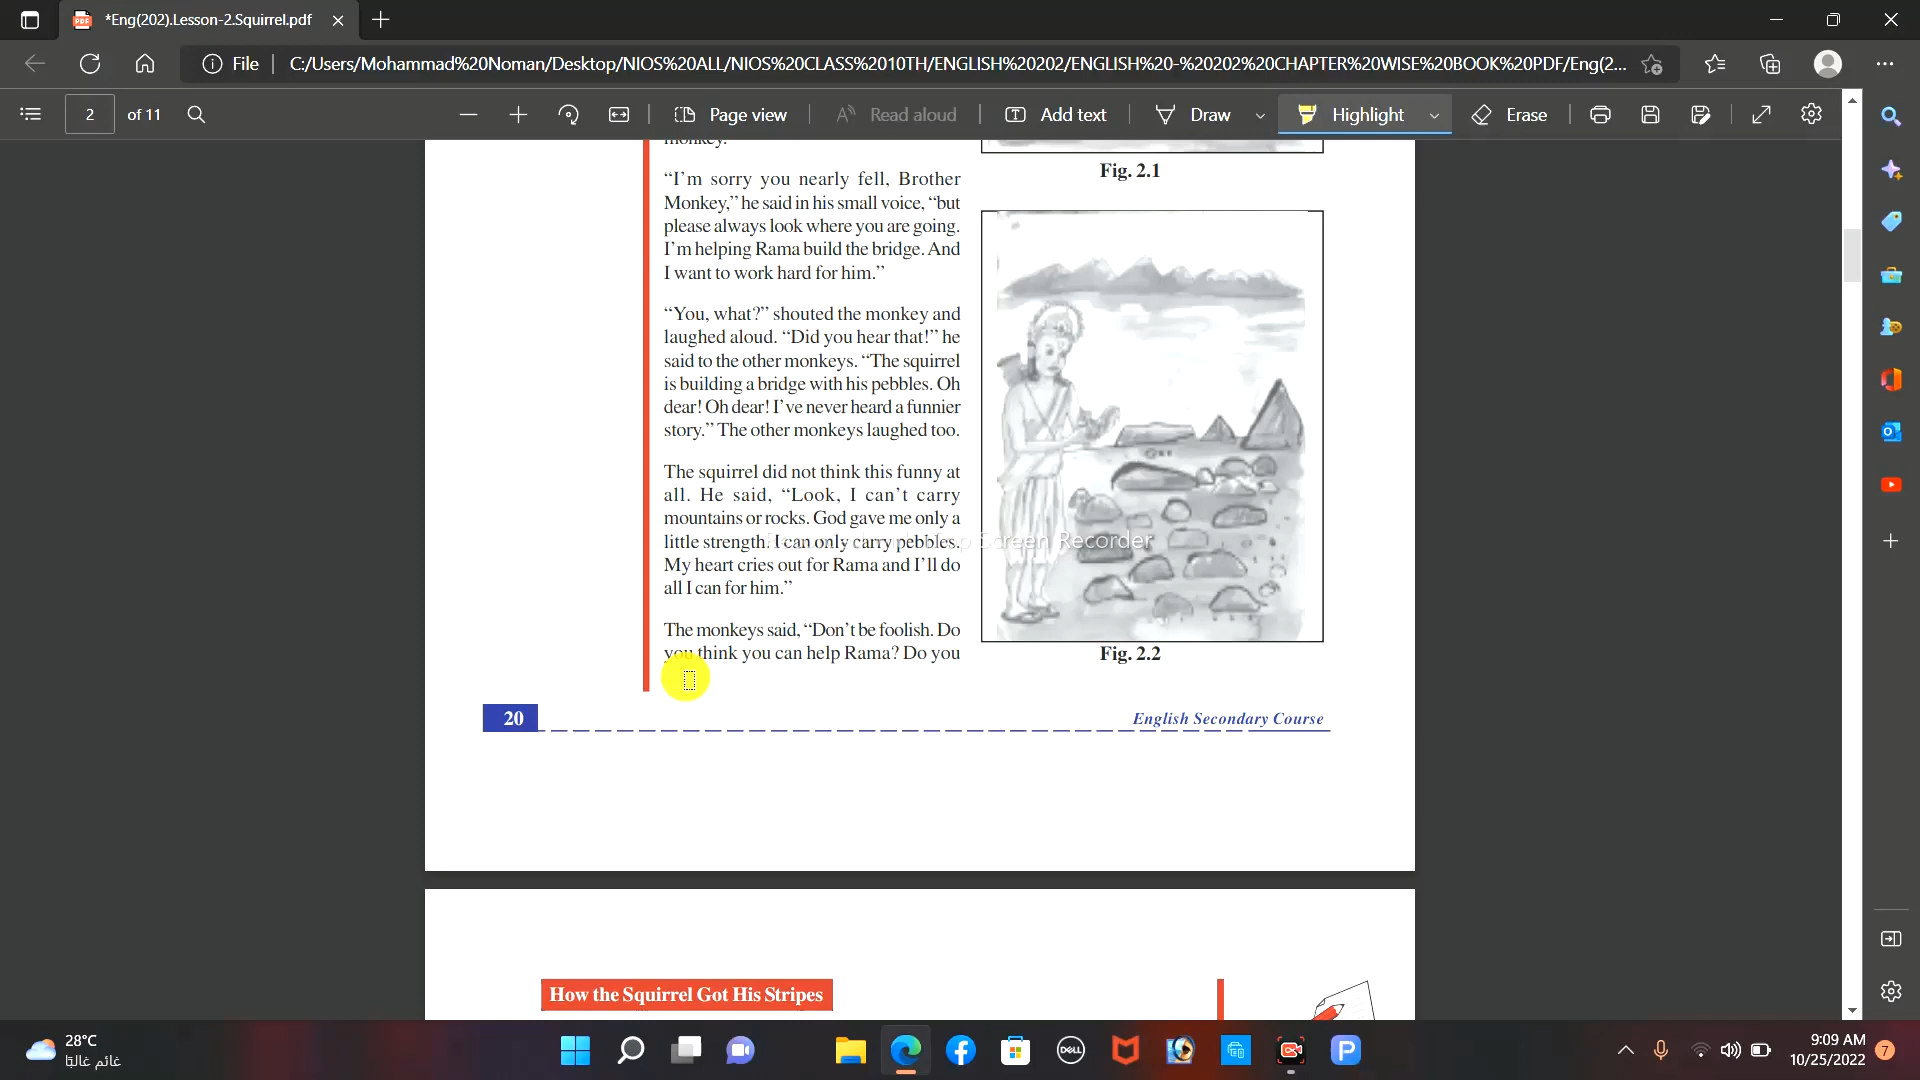 *Eng(202).Lesson-2.Squirrel.pdf
File
C:/Users/Mohammad%20Noman/Desktop/NIOS%20ALL/NIOS%20CLASS%2010TH/ENGLISH%20202/ENGLISH%20-%20202%20CHAPTER%20WISE%20BOOK%20PDF/Eng(2...
2 of 11
Page view
Read aloud
Add text
Draw
Highlight
Erase
monkey.
“I’m sorry you nearly fell, Brother
Monkey,” he said in his small voice, “but
please always look where you are going.
I’m helping Rama build the bridge. And
I want to work hard for him.”
“You, what?” shouted the monkey and
laughed aloud. “Did you hear that!” he
said to the other monkeys. “The squirrel
is building a bridge with his pebbles. Oh
dear! Oh dear! I’ve never heard a funnier
story.” The other monkeys laughed too.
The squirrel did not think this funny at
all. He said, “Look, I can’t carry
mountains or rocks. God gave me only a
little strength. I can only carry pebbles.
My heart cries out for Rama and I’ll do
all I can for him.”
The monkeys said, “Don’t be foolish. Do
you think you can help Rama? Do you
Fig. 2.1
Fig. 2.2
Screen Recorder
20
English Secondary Course
How the Squirrel Got His Stripes
28°C
غائم غالبًا
DELL
9:09 AM
10/25/2022
7